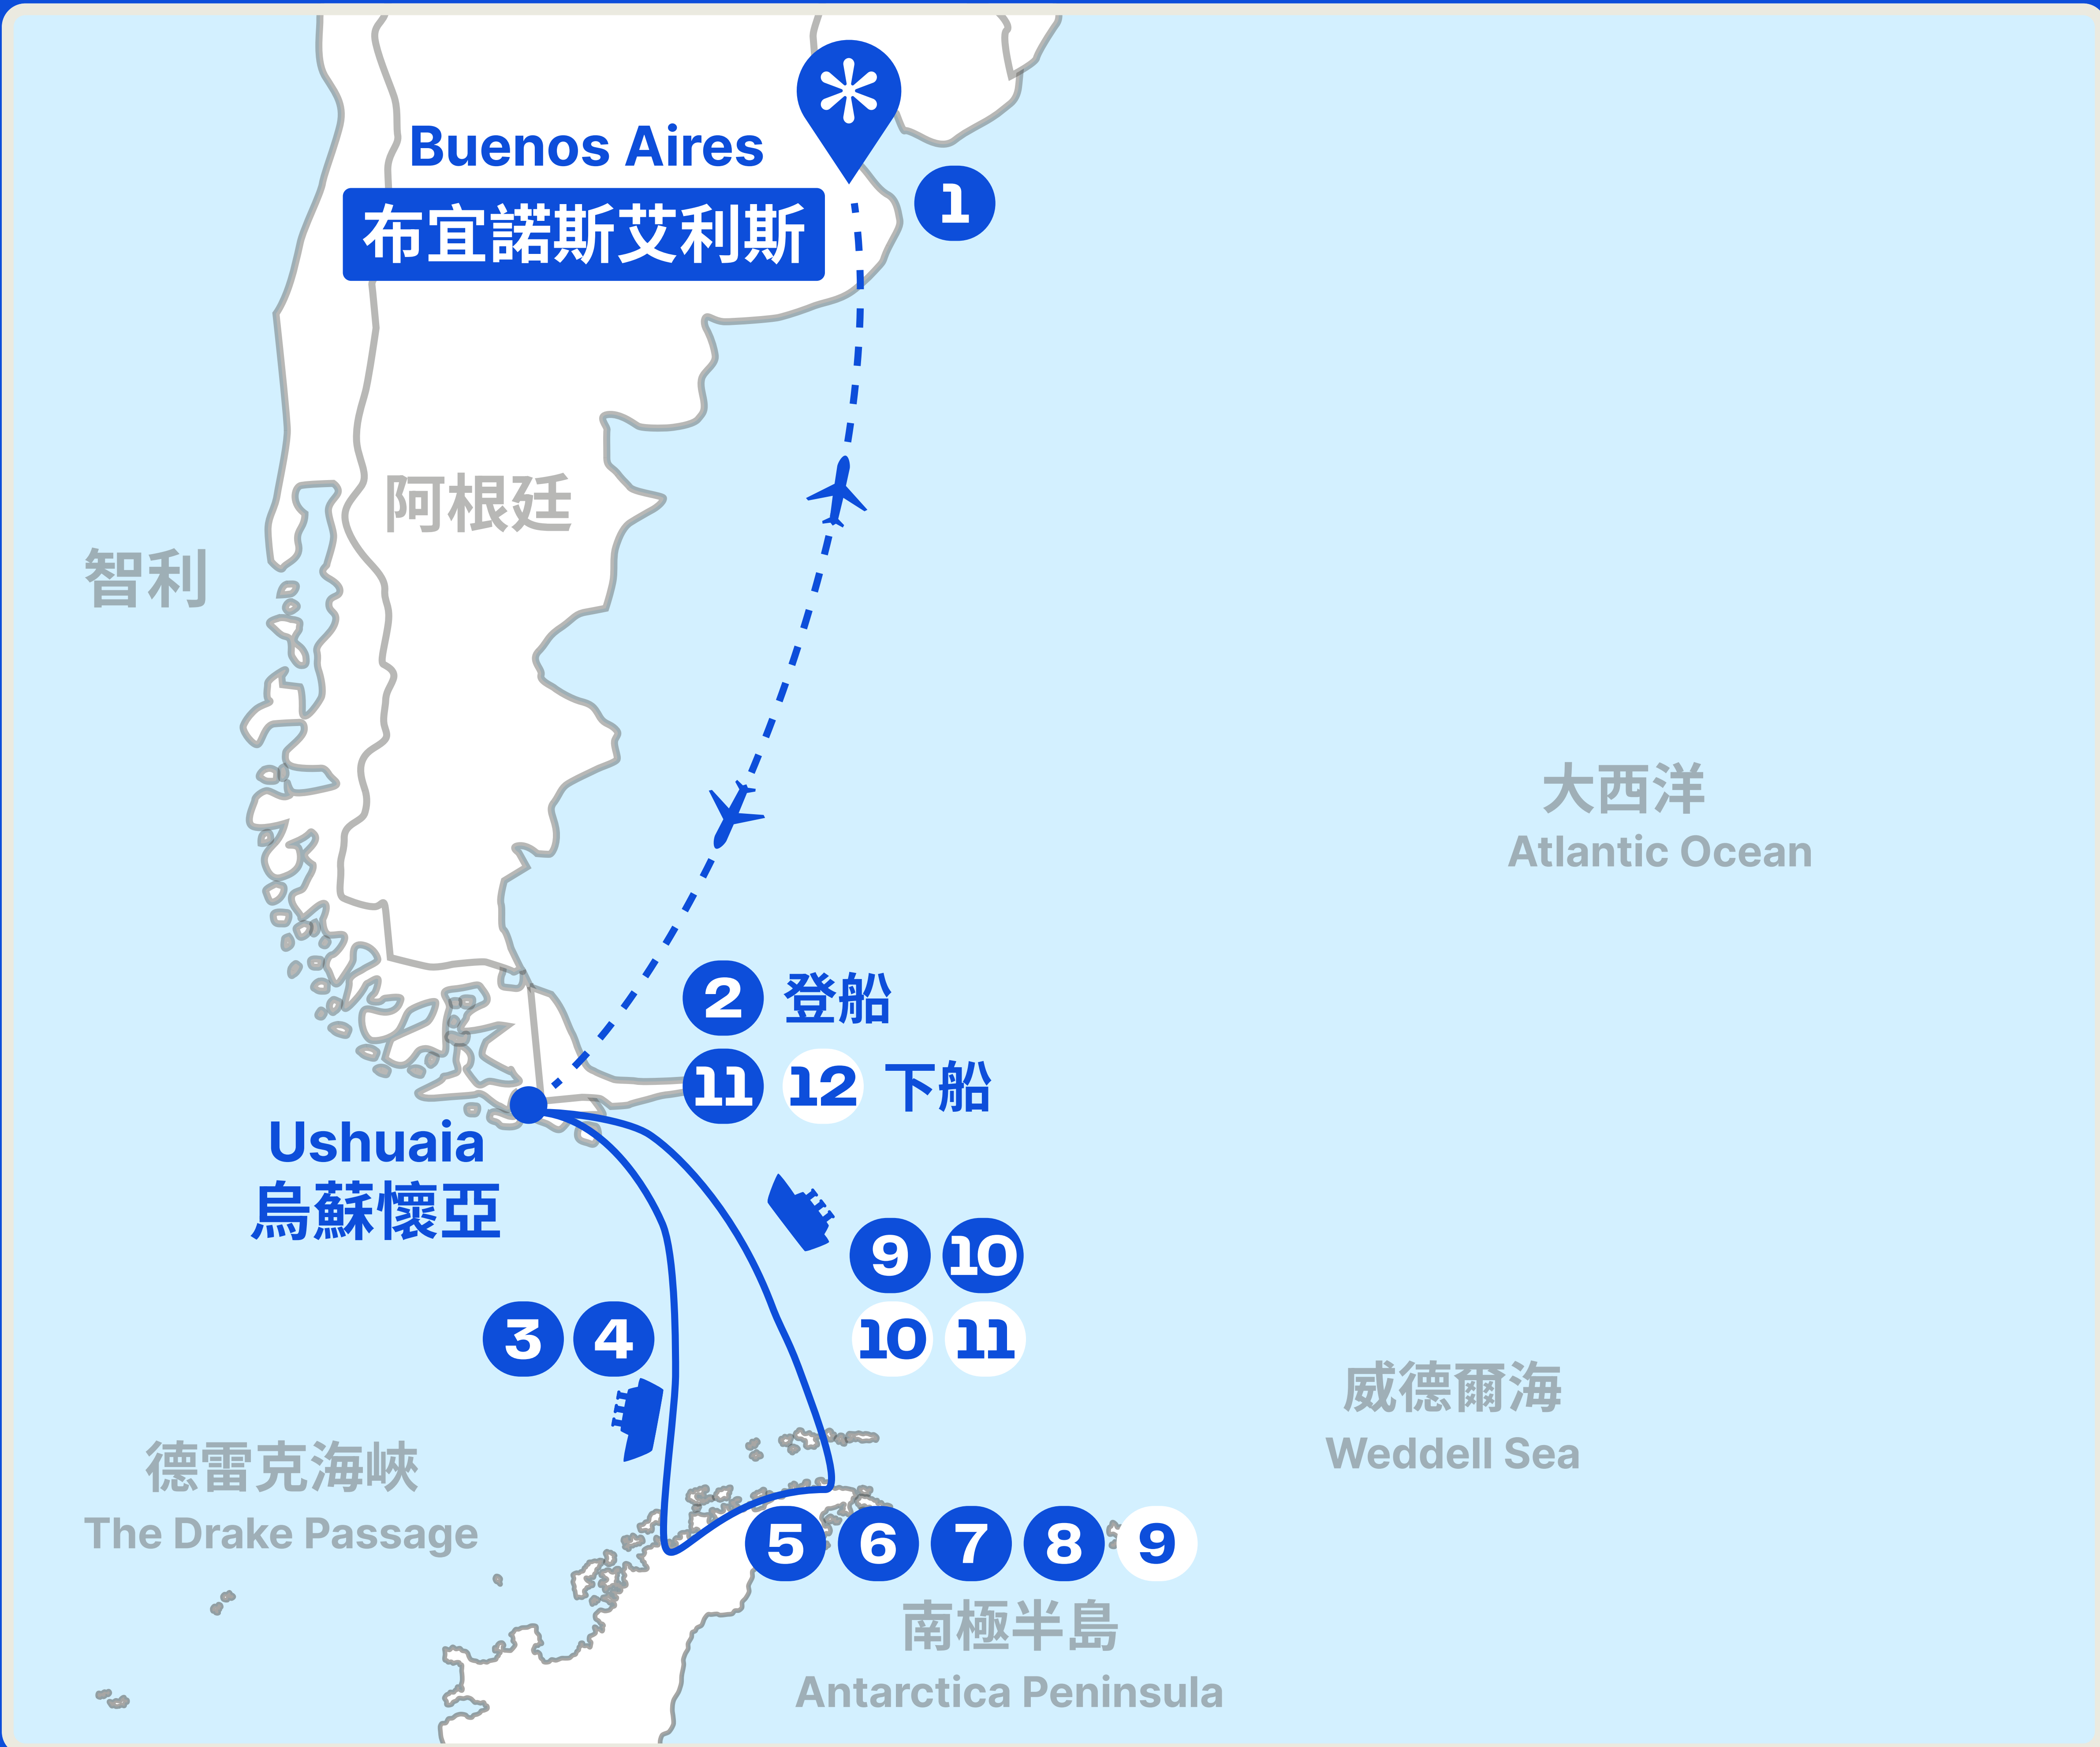 Buenos Aires
布宜諾斯艾利斯
1
阿根廷
智利
大西洋
Atlantic Ocean
2 登船
11 12 下船
Ushuaia
烏蘇懷亞
9 10
10 11
3 4
威德爾海
Weddell Sea
德雷克海峽
The Drake Passage
5 6 7 8 9
南極半島
Antarctica Peninsula